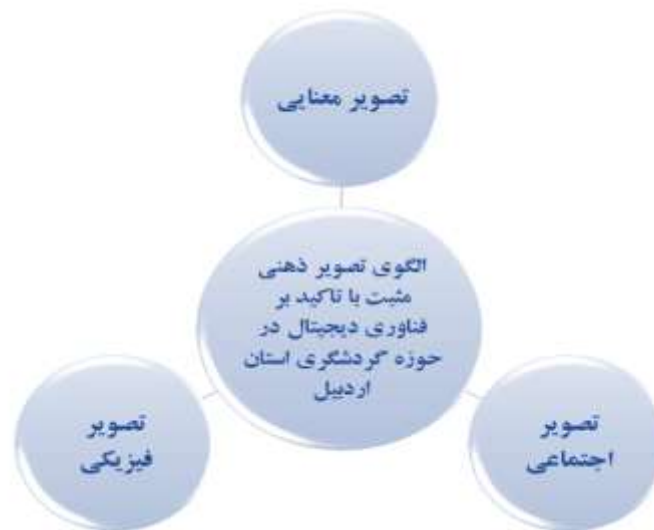 تصویر معنایی
الگوی تصویر ذهنی
مثبت با تاکید بر
فناوری دیجیتال در
حوزه گردشگری استان
اردبیل
تصویر
اجتماعی
تصویر
فیزیکی